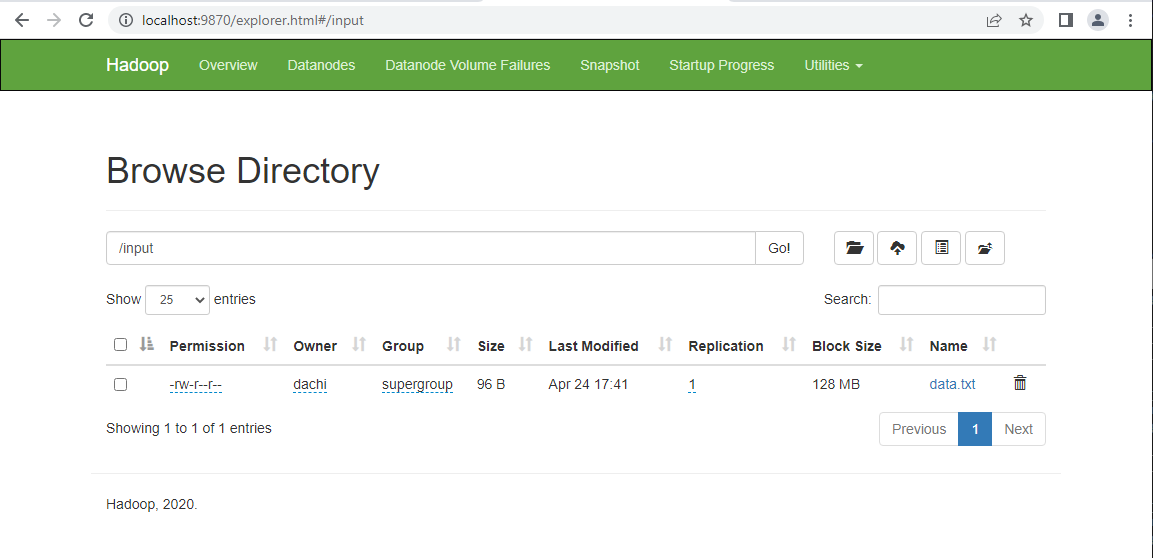 localhost:9870/explorer.html#/input
Hadoop Overview Datanodes Datanode Volume Failures Snapshot Startup Progress Utilities
Browse Directory
/input Go!
Show 25 entries Search:
Permission Owner Group Size Last Modified Replication Block Size Name
-rw-r--r-- dachi supergroup 96 B Apr 24 17:41 1 128 MB data.txt
Showing 1 to 1 of 1 entries Previous 1 Next
Hadoop, 2020.